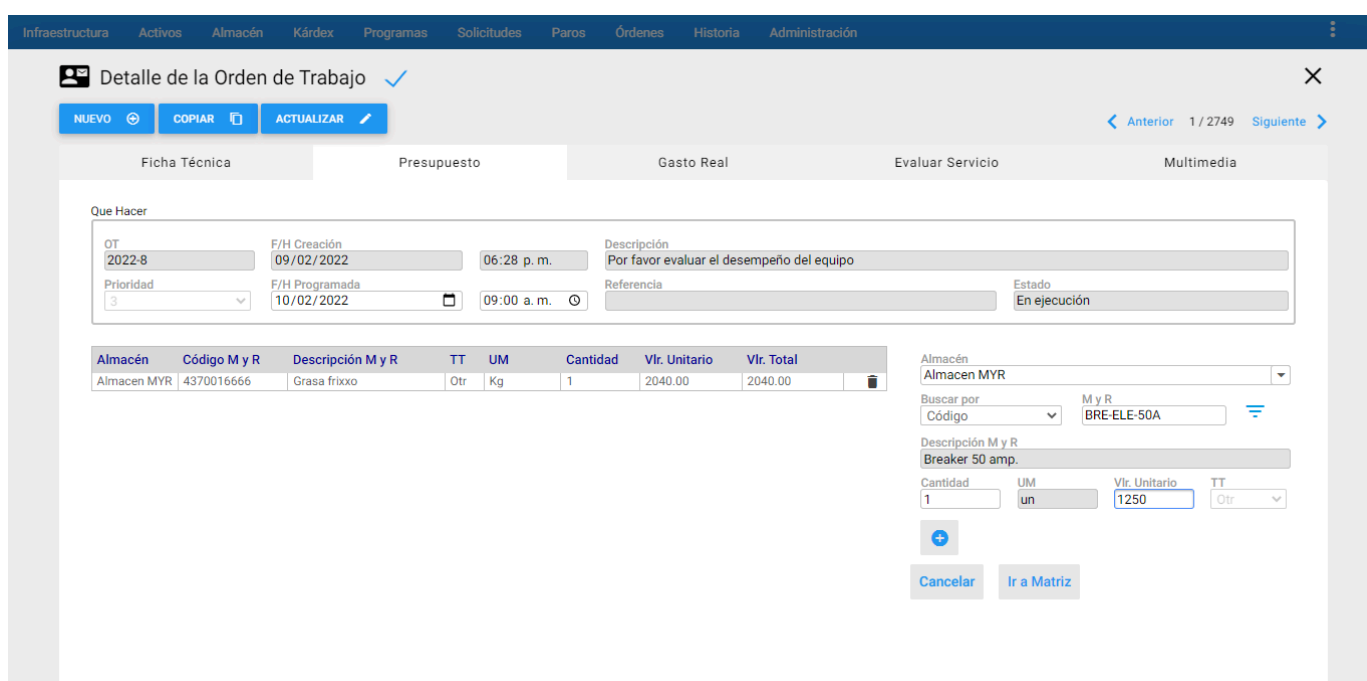 Infraestructura Activos Almacén Kárdex Programas Solicitudes Paros Órdenes Historia Administración
Detalle de la Orden de Trabajo
NUEVO COPIAR ACTUALIZAR
Anterior 1 / 2749 Siguiente
Ficha Técnica Presupuesto Gasto Real Evaluar Servicio Multimedia
Que Hacer
OT F/H Creación Descripción
2022-8 09/02/2022 06:28 p. m. Por favor evaluar el desempeño del equipo
Prioridad F/H Programada Referencia Estado
3 10/02/2022 09:00 a. m. En ejecución
Almacén Código M y R Descripción M y R TT UM Cantidad Vlr. Unitario Vlr. Total
Almacen MYR 4370016666 Grasa frixxo Otr Kg 1 2040.00 2040.00
Almacén
Almacen MYR
Buscar por M y R
Código BRE-ELE-50A
Descripción M y R
Breaker 50 amp.
Cantidad UM Vlr. Unitario TT
1 un 1250 Otr
Cancelar Ir a Matriz